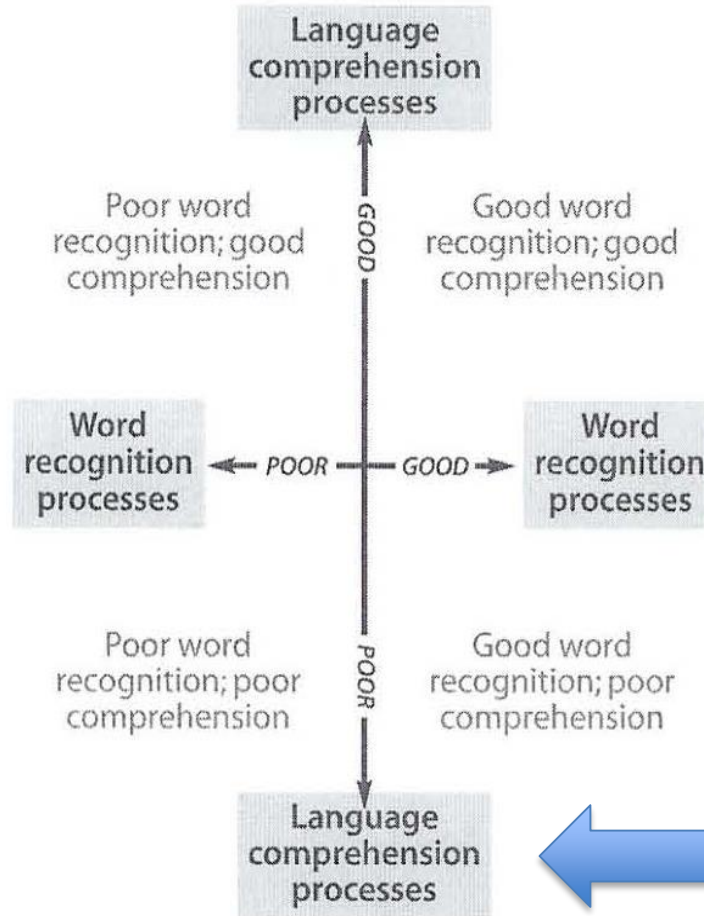 Language
comprehension
processes
GOOD
Poor word
recognition; good
comprehension
Good word
recognition; good
comprehension
Word
recognition
processes
POOR
GOOD
Word
recognition
processes
Poor word
recognition; poor
comprehension
POOR
Good word
recognition; poor
comprehension
Language
comprehension
processes